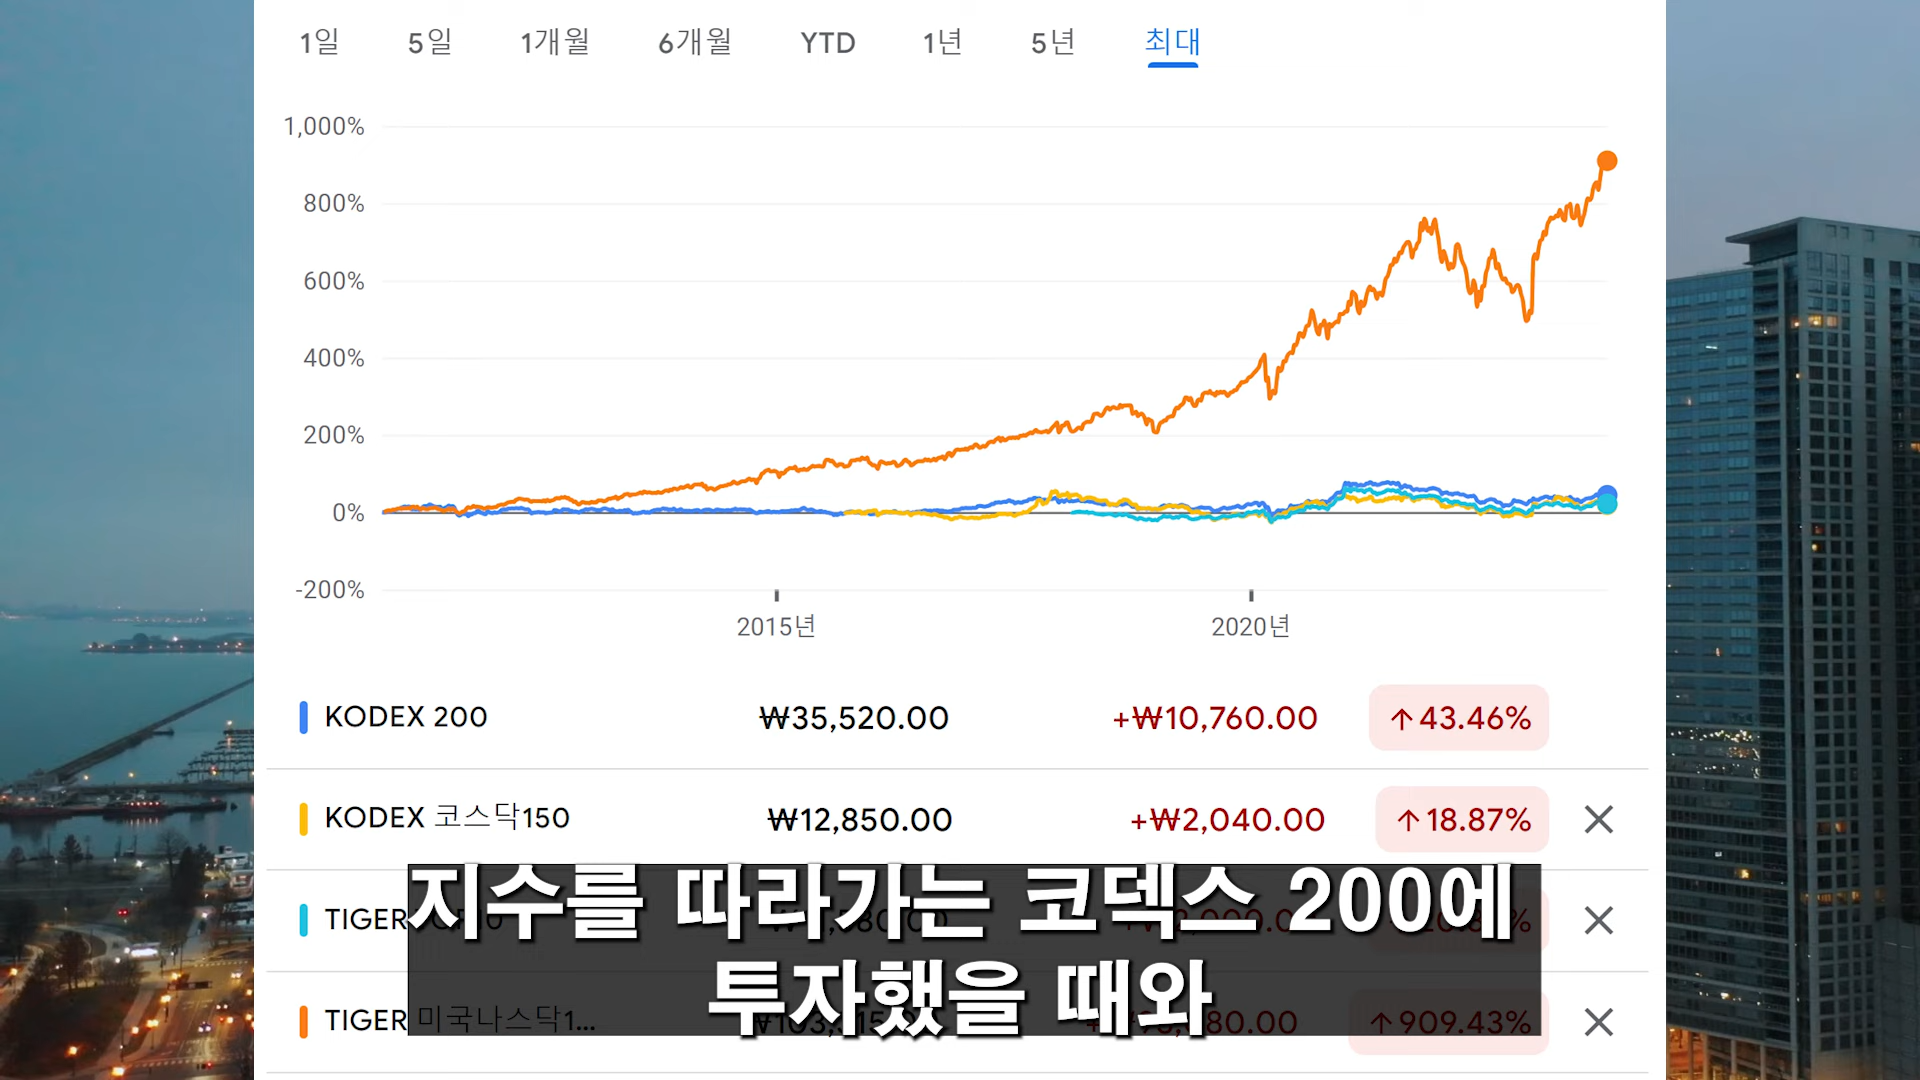 1일 5일 1개월 6개월 YTD 1년 5년 최대
1,000%
800%
600%
400%
200%
0%
-200%
2015년 2020년
KODEX 200 ₩35,520.00 +₩10,760.00 ↑43.46%
KODEX 코스닥150 ₩12,850.00 +₩2,040.00 ↑18.87%
TIGER
TIGER 미국나스닥1... ↑909.43%
지수를 따라가는 코덱스 200에
투자했을 때와